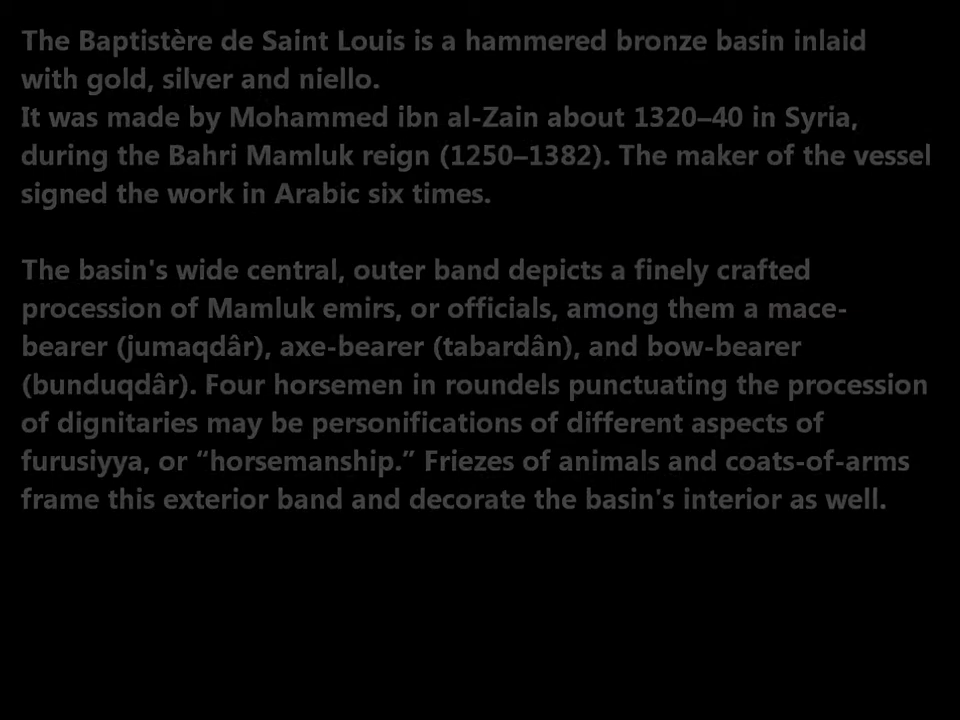 The Baptistère de Saint Louis is a hammered bronze basin inlaid
with gold, silver and niello.
It was made by Mohammed ibn al-Zain about 1320–40 in Syria,
during the Bahri Mamluk reign (1250–1382). The maker of the vessel
signed the work in Arabic six times.
The basin's wide central, outer band depicts a finely crafted
procession of Mamluk emirs, or officials, among them a mace-
bearer (jumaqdâr), axe-bearer (tabardân), and bow-bearer
(bunduqdâr). Four horsemen in roundels punctuating the procession
of dignitaries may be personifications of different aspects of
furusiyya, or “horsemanship.” Friezes of animals and coats-of-arms
frame this exterior band and decorate the basin's interior as well.